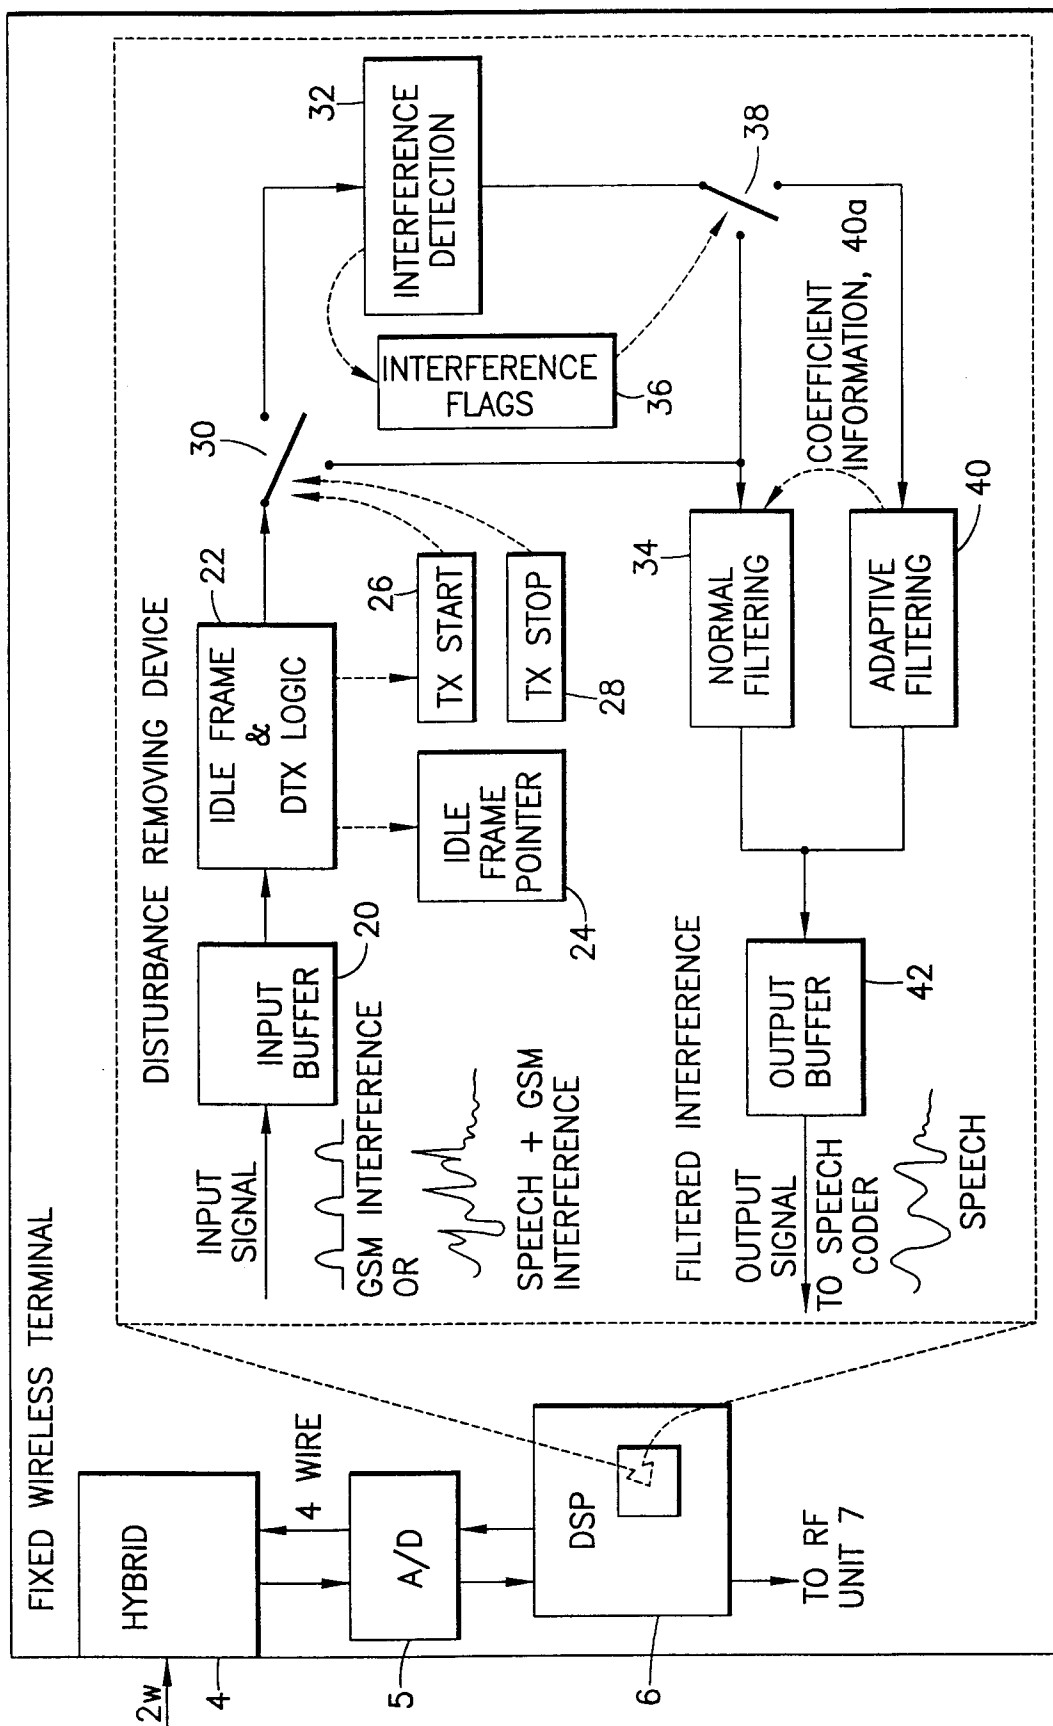 FIXED WIRELESS TERMINAL
2w
HYBRID
4
4 WIRE
A/D
5
DSP
6
TO RF
UNIT 7
DISTURBANCE REMOVING DEVICE
INPUT
SIGNAL
GSM INTERFERENCE
OR
SPEECH + GSM
INTERFERENCE
INPUT
BUFFER
20
IDLE FRAME
&
DTX LOGIC
22
IDLE
FRAME
POINTER
24
TX START
26
TX STOP
28
30
INTERFERENCE
DETECTION
32
INTERFERENCE
FLAGS
36
38
NORMAL
FILTERING
34
COEFFICIENT
INFORMATION, 40a
ADAPTIVE
FILTERING
40
FILTERED INTERFERENCE
OUTPUT
BUFFER
42
OUTPUT
SIGNAL
TO SPEECH
CODER
SPEECH